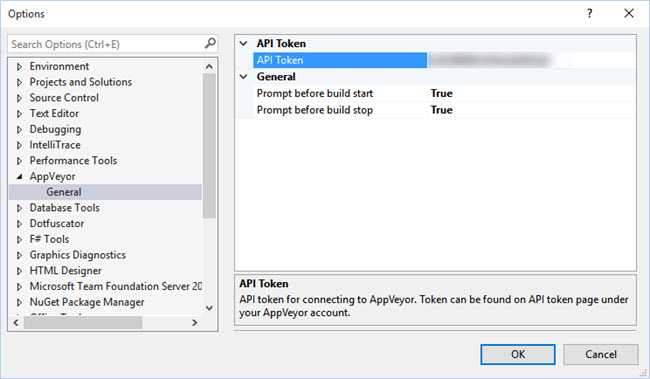 Options
?
Search Options (Ctrl+E)
Environment
Projects and Solutions
Source Control
Text Editor
Debugging
IntelliTrace
Performance Tools
AppVeyor
General
Database Tools
Dotfuscator
F# Tools
Graphics Diagnostics
HTML Designer
Microsoft Team Foundation Server 20
NuGet Package Manager
API Token
API Token
General
Prompt before build start True
Prompt before build stop True
API Token
API token for connecting to AppVeyor. Token can be found on API token page under
your AppVeyor account.
OK Cancel